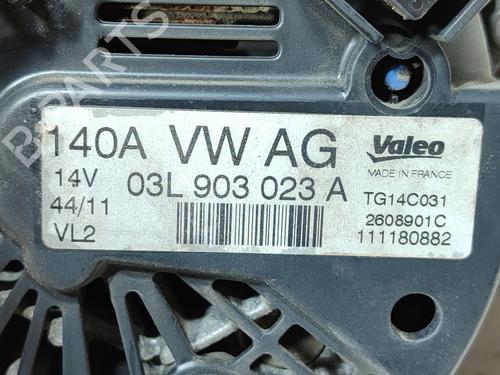 140A VW AG
Valeo
MADE IN FRANCE
14V
03L 903 023 A
TG14C031
44/11
2608901C
VL2
111180882
B-PARTS